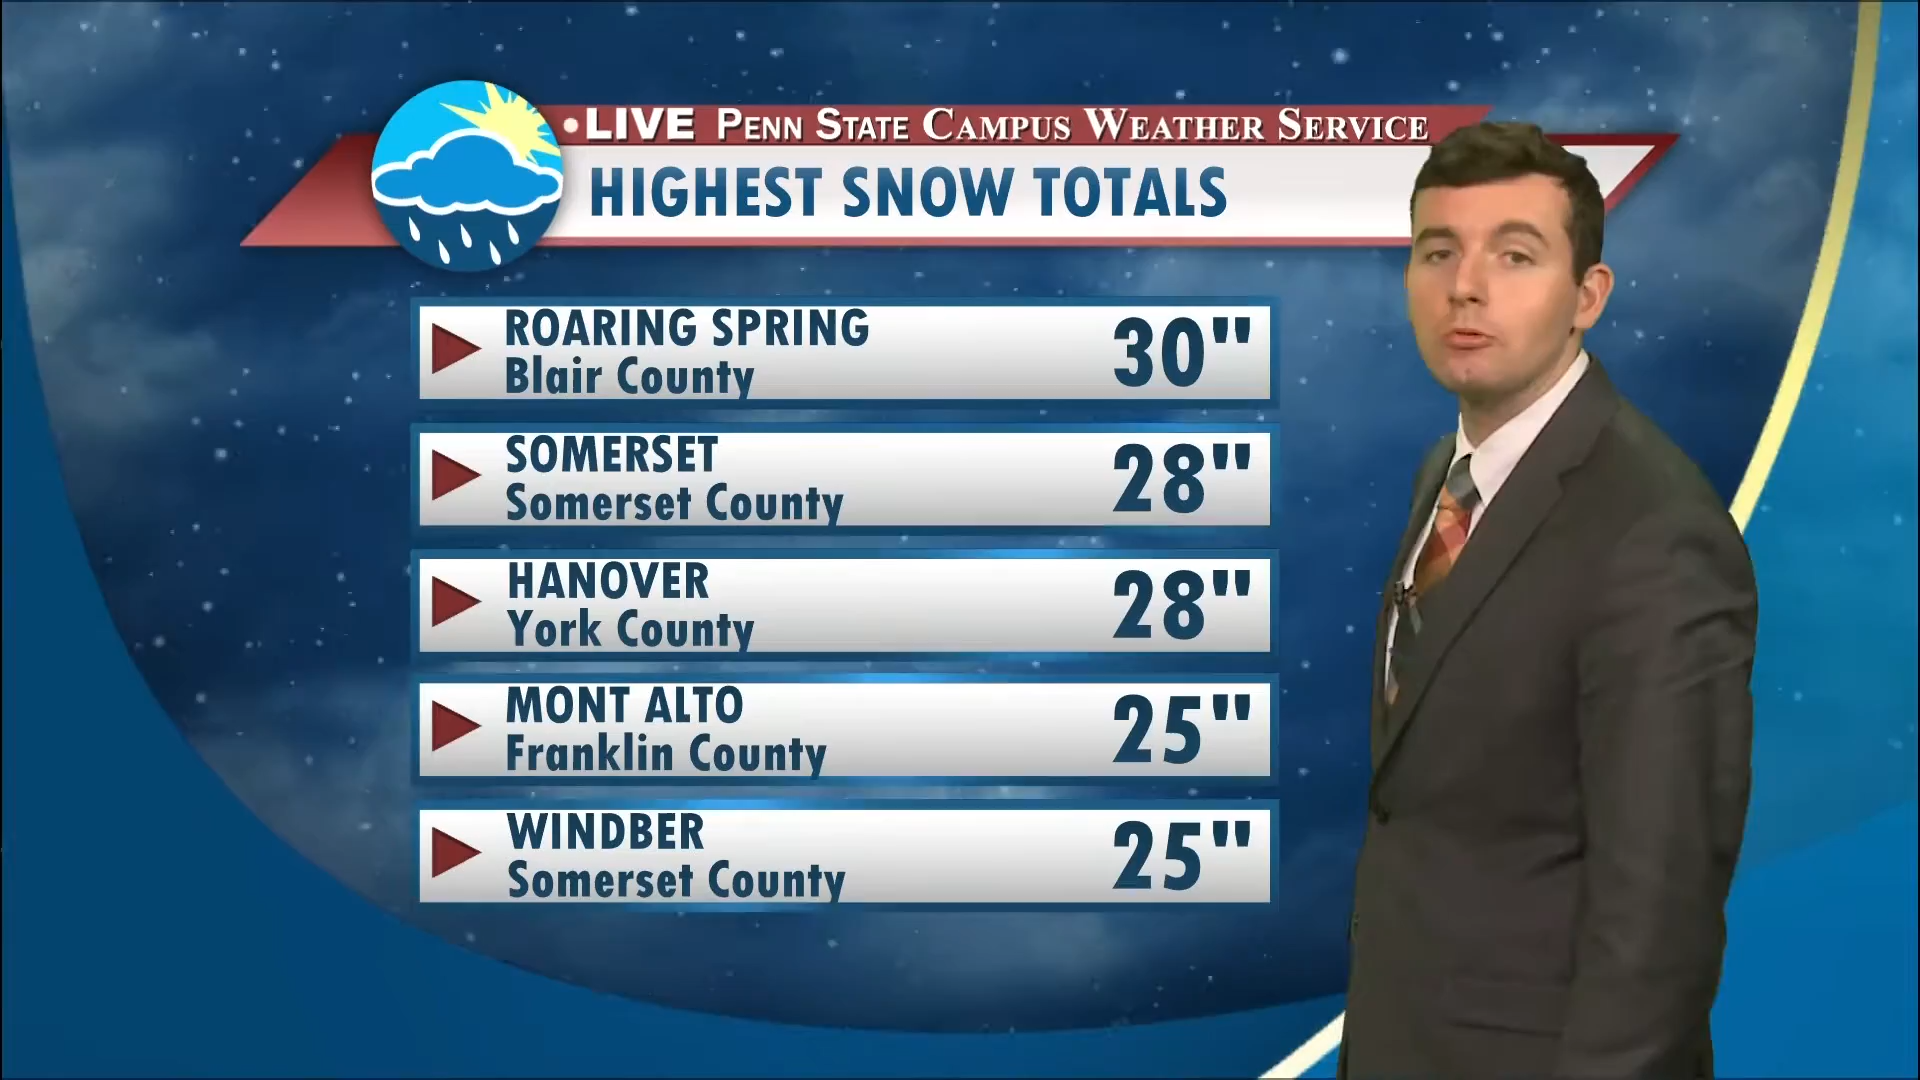 •LIVE PENN STATE CAMPUS WEATHER SERVICE
HIGHEST SNOW TOTALS
ROARING SPRING
Blair County
30"
SOMERSET
Somerset County
28"
HANOVER
York County
28"
MONT ALTO
Franklin County
25"
WINDBER
Somerset County
25"